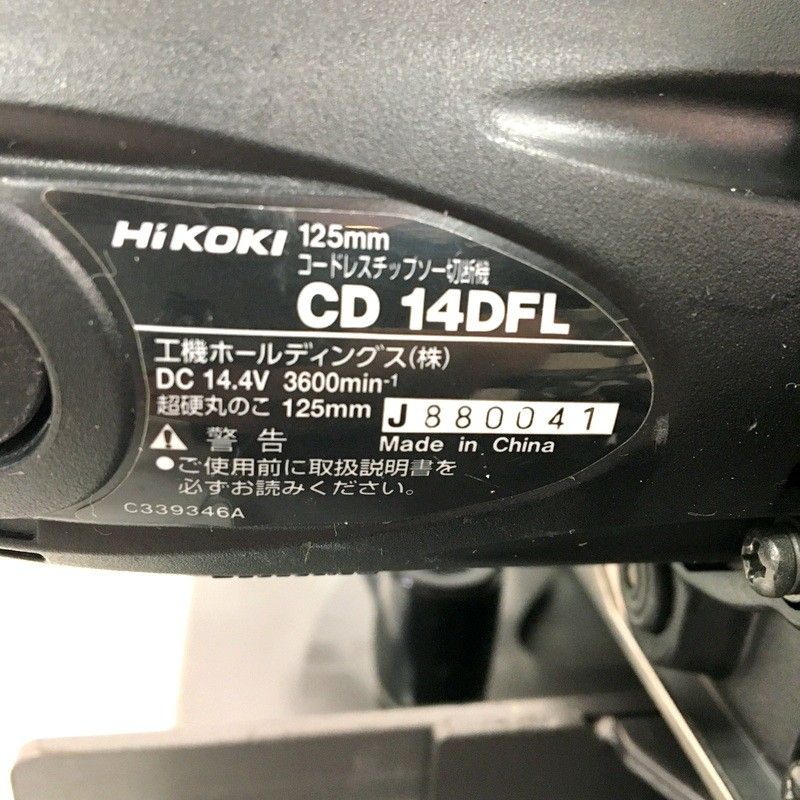 HiKOKI 125mm
コードレスチップソー切断機
CD 14DFL
工機ホールディングス(株)
DC 14.4V 3600min-1
超硬丸のこ 125mm J880041
⚠ 警告 Made in China
●ご使用前に取扱説明書を
必ずお読みください。
C339346A